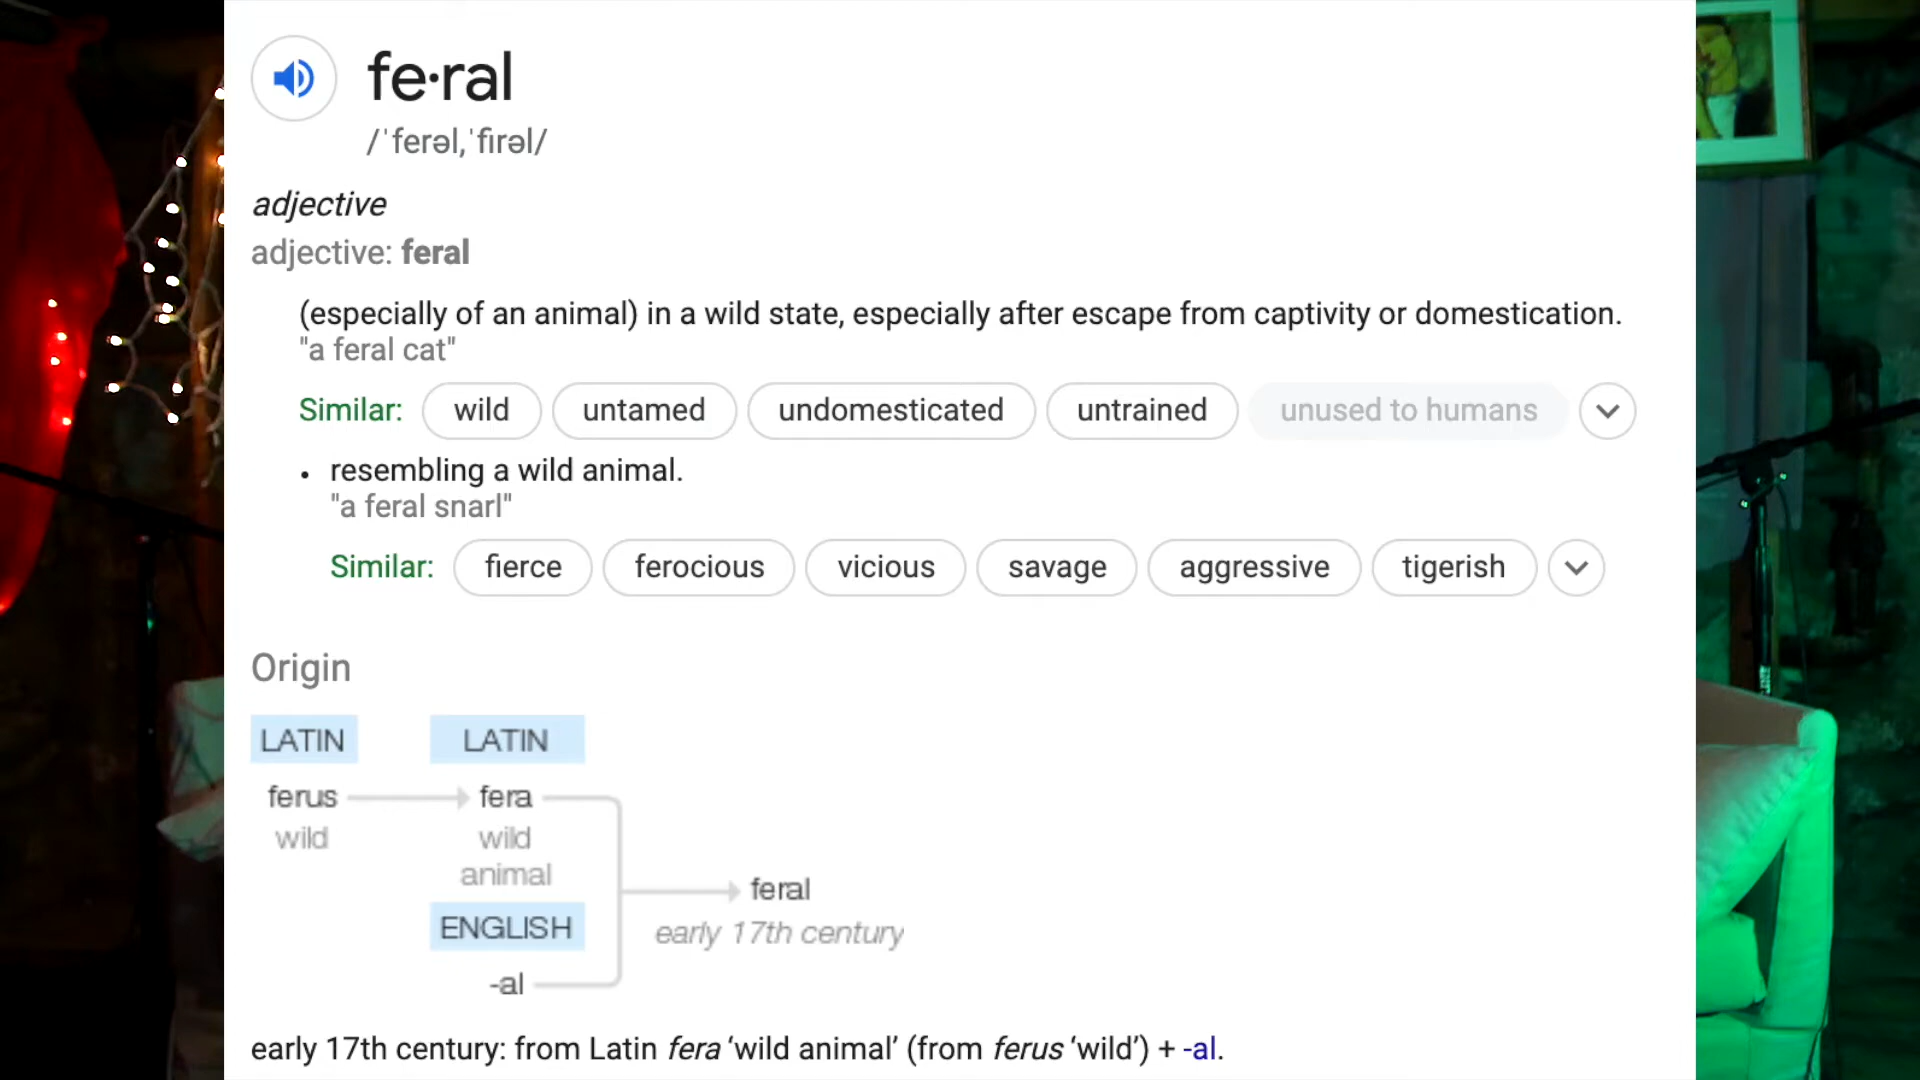 fe·ral
/ˈferəl,ˈfirəl/
adjective
adjective: feral
(especially of an animal) in a wild state, especially after escape from captivity or domestication.
"a feral cat"
Similar: wild untamed undomesticated untrained unused to humans
• resembling a wild animal.
"a feral snarl"
Similar: fierce ferocious vicious savage aggressive tigerish
Origin
LATIN LATIN
ferus fera
wild wild
animal
feral
ENGLISH
early 17th century
-al
early 17th century: from Latin fera ‘wild animal’ (from ferus ‘wild’) + -al.